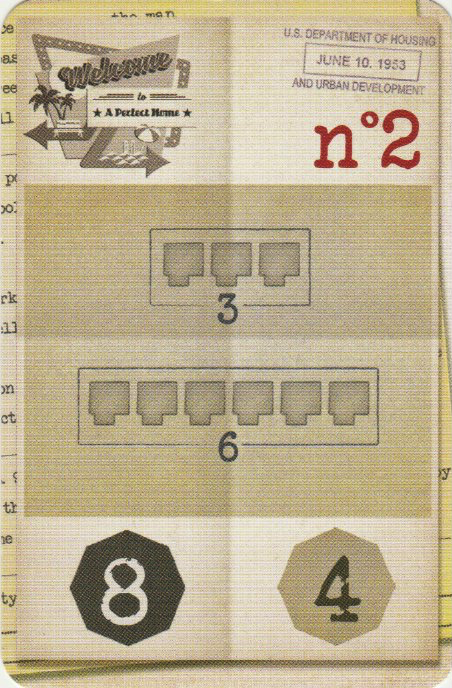 the map
Welcome
to
A Perfect Home
U.S. DEPARTMENT OF HOUSING
JUNE 10. 1953
AND URBAN DEVELOPMENT
n°2
3
6
8
4